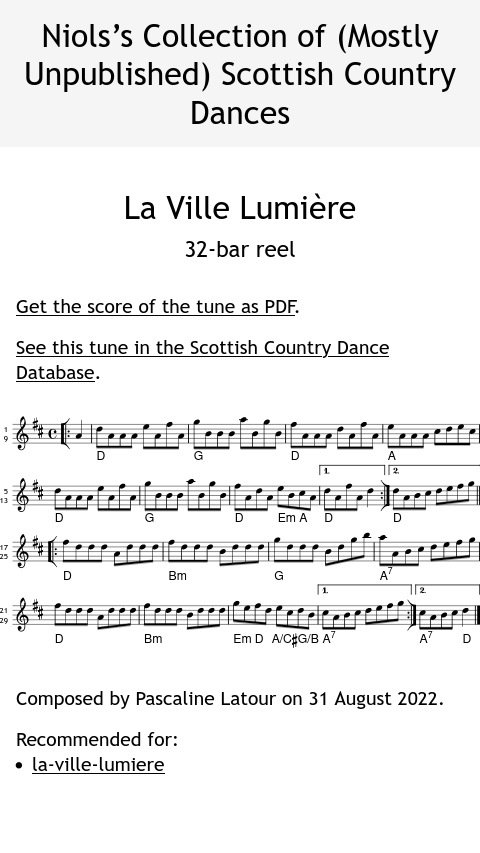 Niols’s Collection of (Mostly
Unpublished) Scottish Country
Dances
La Ville Lumière
32-bar reel
Get the score of the tune as PDF.
See this tune in the Scottish Country Dance
Database.
1
9
D G D A
5
13
1. 2.
D G D Em A D D
17
25
D Bm G A7
21
29
1. 2.
D Bm Em D A/C♯ G/B A7 A7 D
Composed by Pascaline Latour on 31 August 2022.
Recommended for:
• la-ville-lumiere